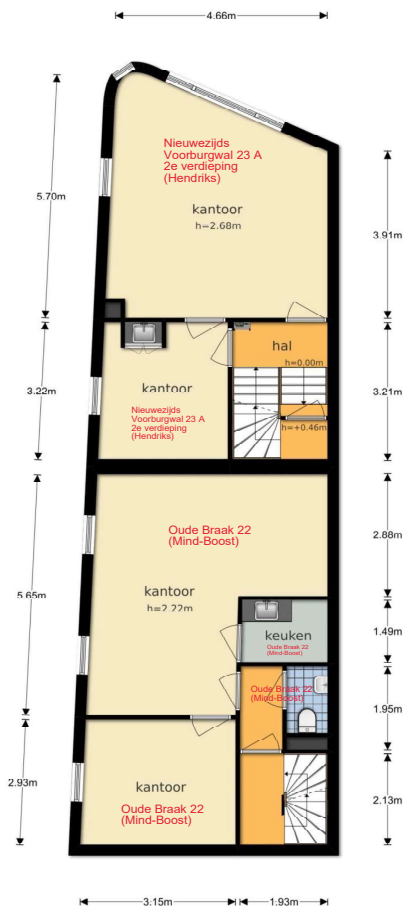 4.66m
Nieuwezijds
Voorburgwal 23 A
2e verdieping
(Hendriks)
kantoor
h=2.68m
5.70m
3.91m
hal
h=0.00m
3.22m
kantoor
3.21m
Nieuwezijds
Voorburgwal 23 A
2e verdieping
(Hendriks)
h=+0.46m
Oude Braak 22
(Mind-Boost)
2.88m
kantoor
h=2.22m
5.65m
keuken
Oude Braak 22
(Mind-Boost)
1.49m
Oude Braak 22
(Mind-Boost)
1.95m
2.93m
kantoor
Oude Braak 22
(Mind-Boost)
2.13m
3.15m
1.93m